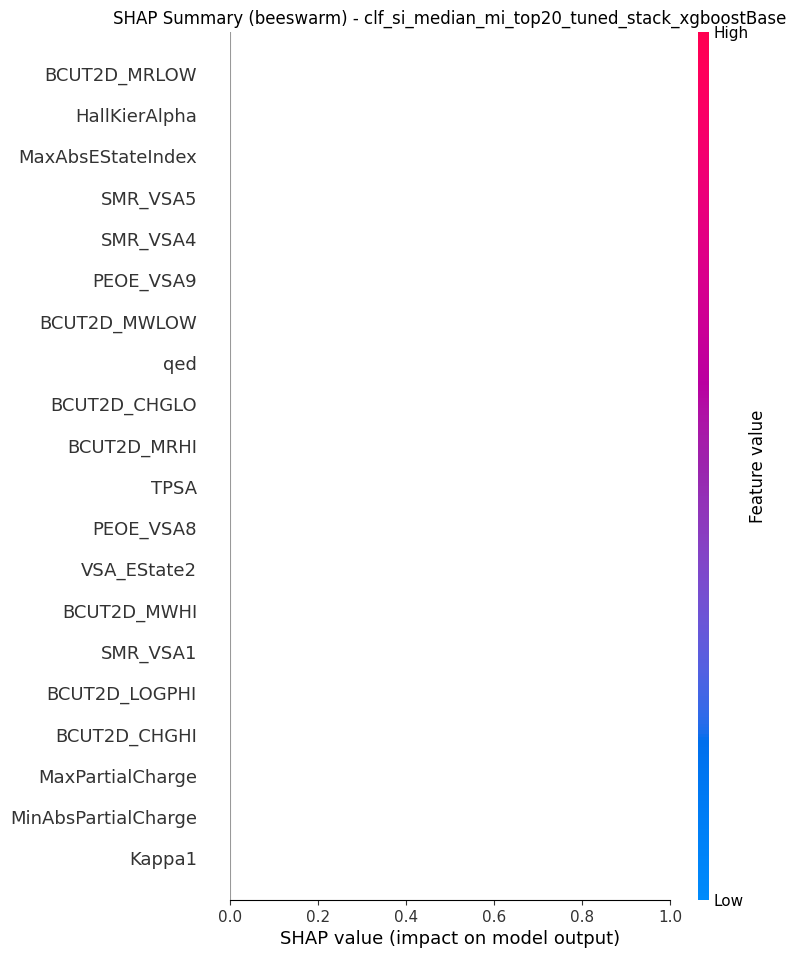 SHAP Summary (beeswarm) - clf_si_median_mi_top20_tuned_stack_xgboostBase
High
BCUT2D_MRLOW
HallKierAlpha
MaxAbsEStateIndex
SMR_VSA5
SMR_VSA4
PEOE_VSA9
BCUT2D_MWLOW
qed
BCUT2D_CHGLO
BCUT2D_MRHI
TPSA
PEOE_VSA8
VSA_EState2
BCUT2D_MWHI
SMR_VSA1
BCUT2D_LOGPHI
BCUT2D_CHGHI
MaxPartialCharge
MinAbsPartialCharge
Kappa1
Feature value
Low
0.0 0.2 0.4 0.6 0.8 1.0
SHAP value (impact on model output)